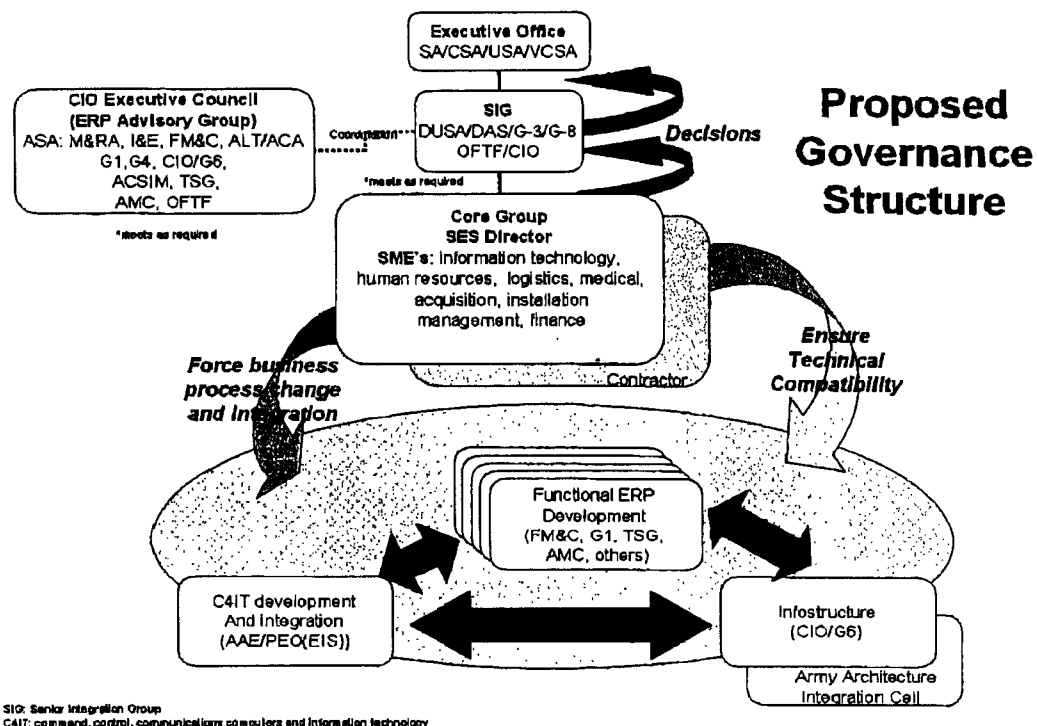 Proposed
Governance
Structure
Executive Office
SA/CSA/USA/VCSA
CIO Executive Council
(ERP Advisory Group)
ASA: M&RA, I&E, FM&C, ALT/ACA
G1,G4, CIO/G6,
ACSIM, TSG,
AMC, OFTF
*meets as required
Coordination
SIG
DUSA/DAS/G-3/G-8
OFTF/CIO
*meets as required
Decisions
Core Group
SES Director
SME's: information technology,
human resources, logistics, medical,
acquisition, installation
management, finance
Contractor
Force business
process change
and integration
Ensure
Technical
Compatibility
Functional ERP
Development
(FM&C, G1, TSG,
AMC, others)
C4IT development
And Integration
(AAE/PEO(EIS))
Infostructure
(CIO/G6)
Army Architecture
Integration Cell
SIG: Senior Integration Group
C4IT: command, control, communications computers and information technology